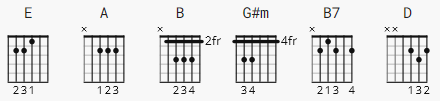 E A B G#m B7 D
× × × × ××
2fr 4fr
231 123 234 34 213 4 132